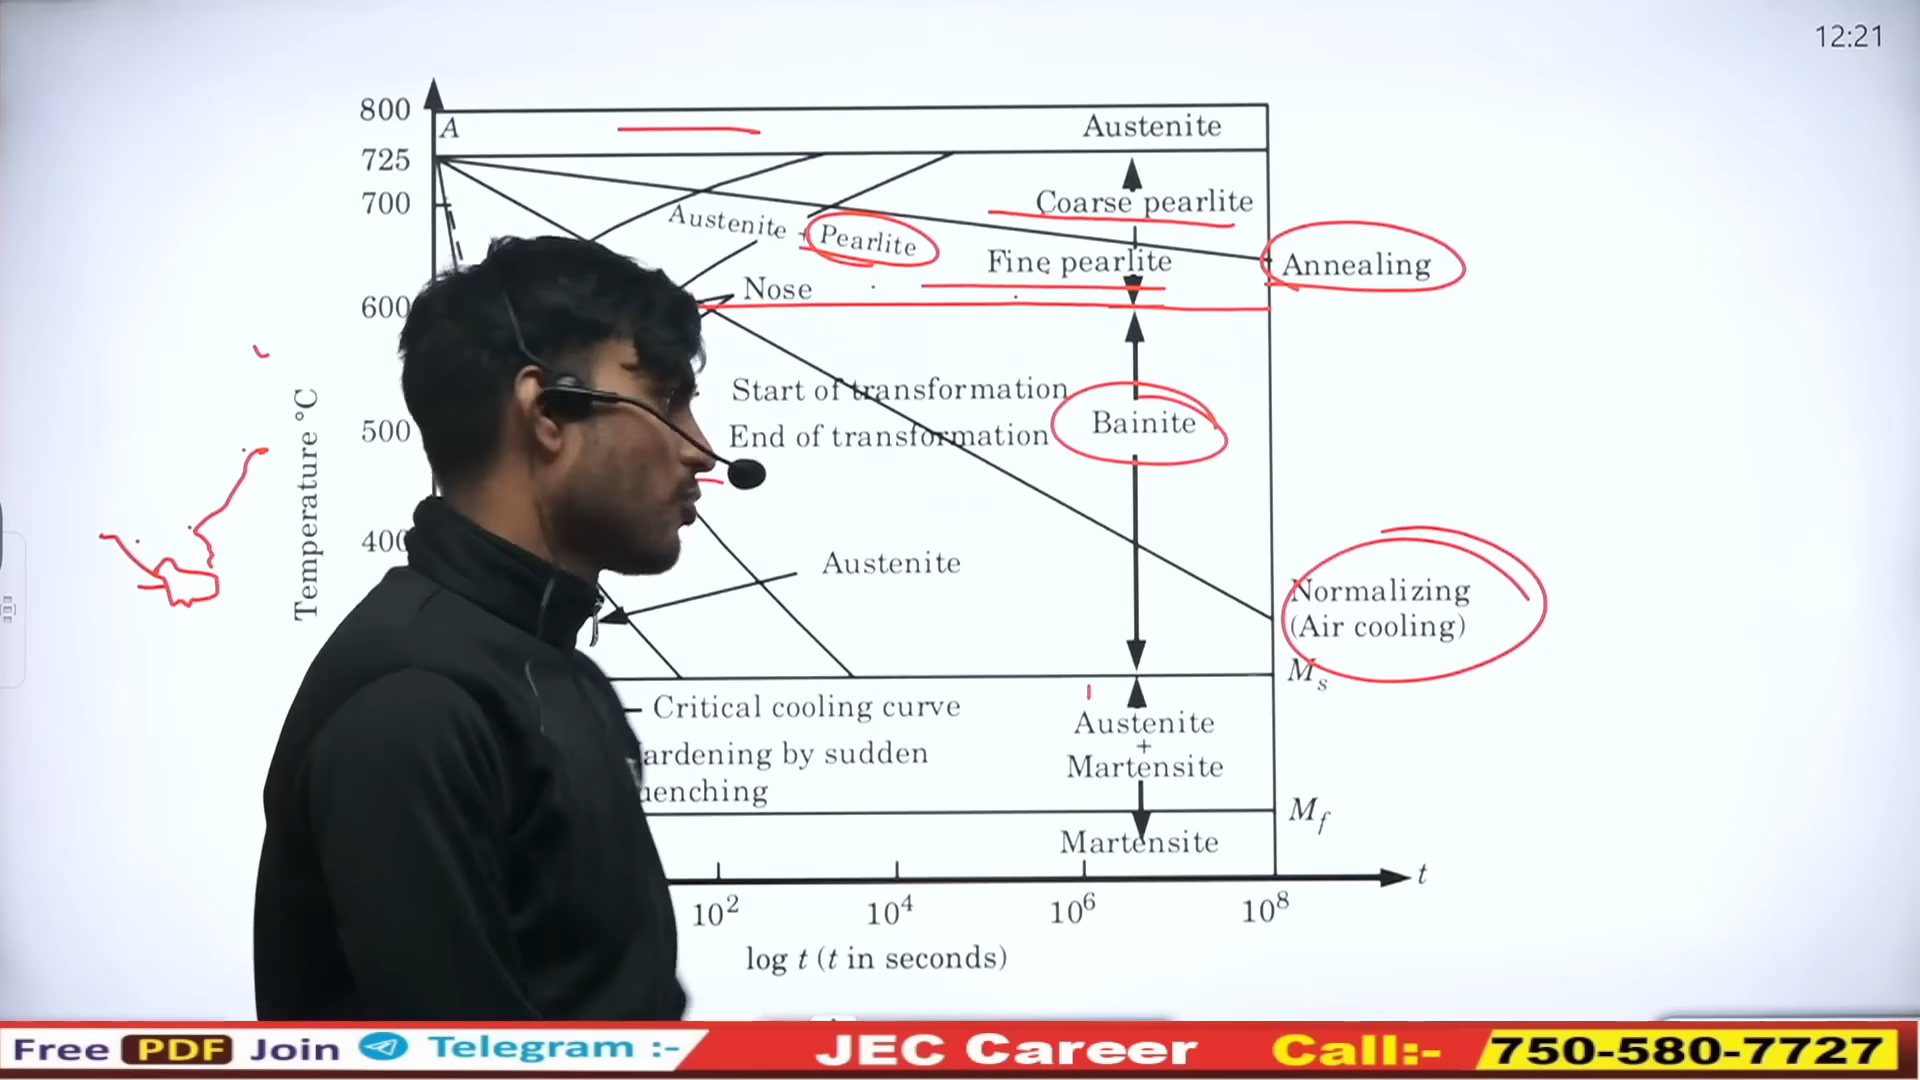 12:21
800
A
Austenite
725
700
Coarse pearlite
Austenite + Pearlite
Fine pearlite
Annealing
Nose
600
Start of transformation
500
End of transformation
Bainite
Temperature °C
400
Austenite
Normalizing
(Air cooling)
Ms
Critical cooling curve
Austenite
+
Martensite
ardening by sudden
uenching
Mf
Martensite
t
10² 10⁴ 10⁶ 10⁸
log t (t in seconds)
Free PDF Join Telegram :- JEC Career Call:- 750-580-7727